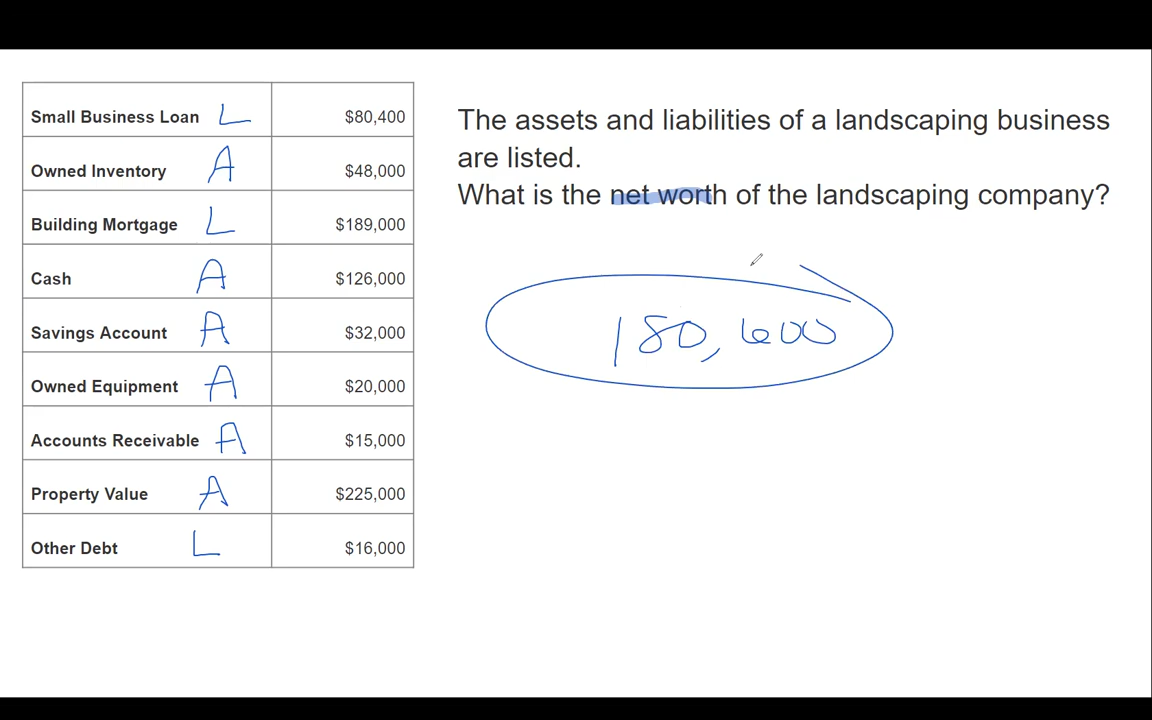 Small Business Loan L $80,400
Owned Inventory A $48,000
Building Mortgage L $189,000
Cash A $126,000
Savings Account A $32,000
Owned Equipment A $20,000
Accounts Receivable A $15,000
Property Value A $225,000
Other Debt L $16,000
The assets and liabilities of a landscaping business
are listed.
What is the net worth of the landscaping company?
180,600